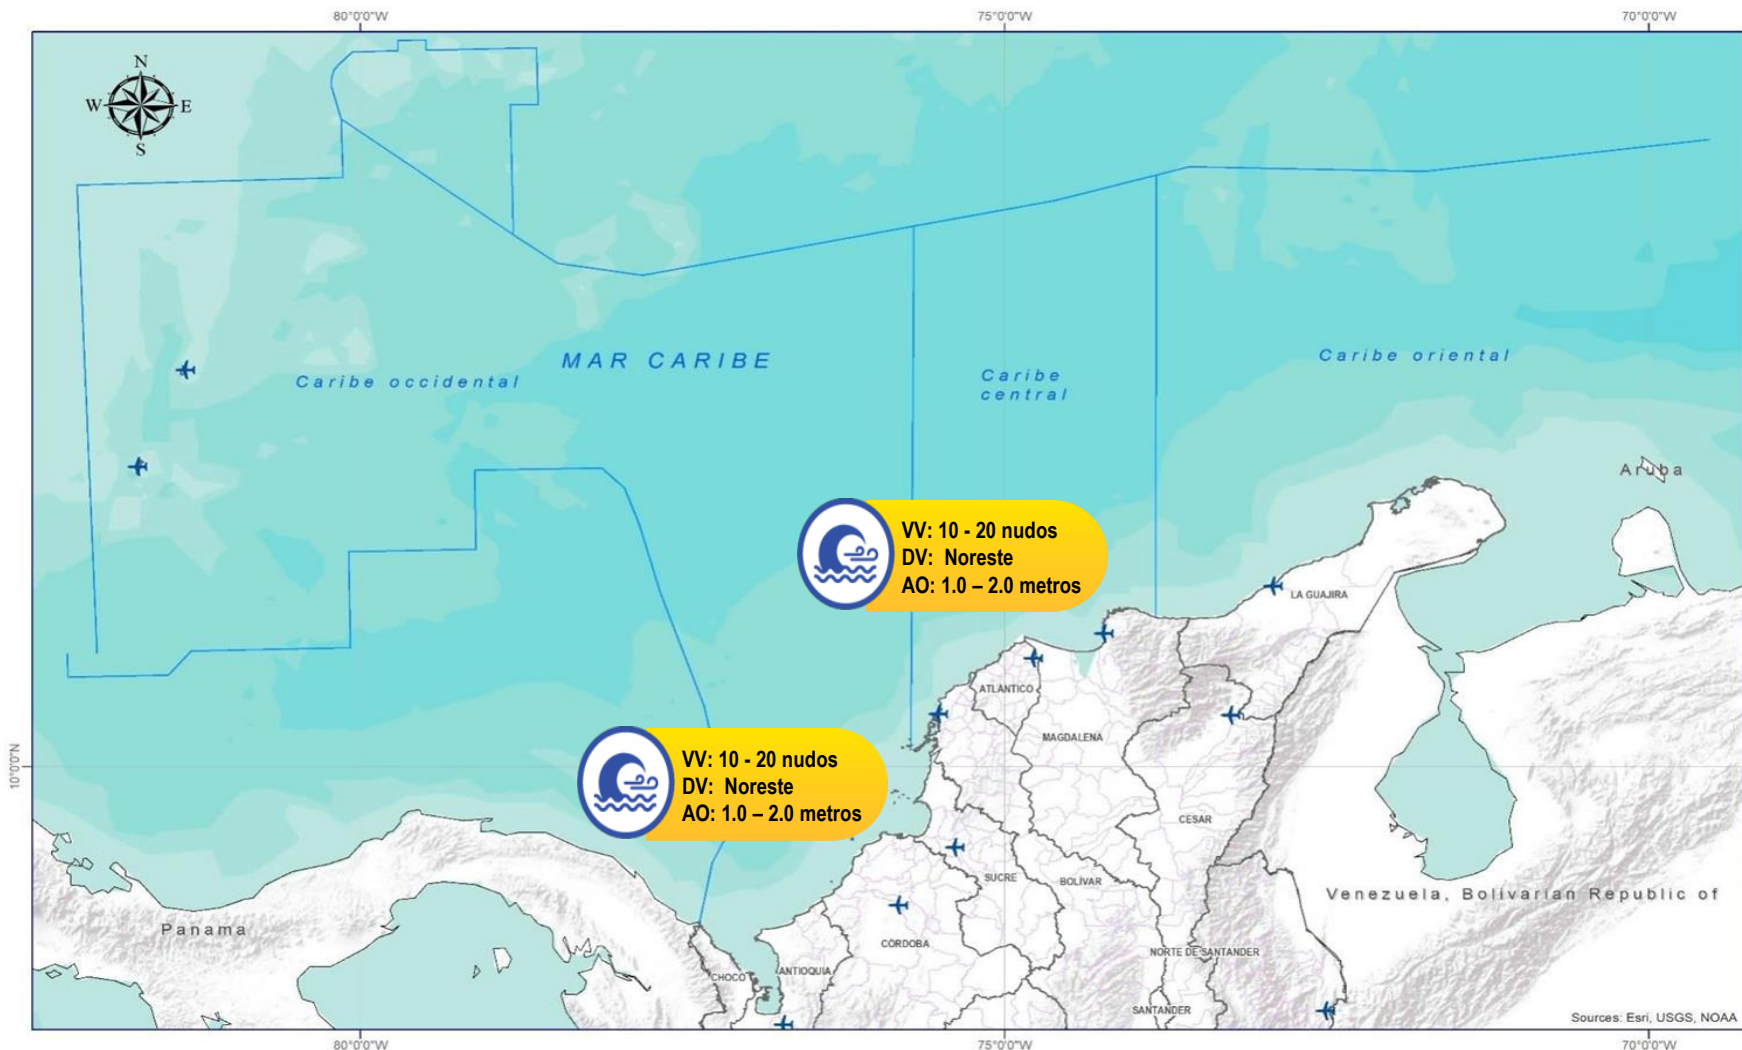 80°0'0"W
75°0'0"W
70°0'0"W
N
W
E
S
MAR CARIBE
Caribe occidental
Caribe
central
Caribe oriental
Aruba
VV: 10 - 20 nudos
DV: Noreste
AO: 1.0 – 2.0 metros
LA GUAJIRA
ATLANTICO
MAGDALENA
10°0'0"N
VV: 10 - 20 nudos
DV: Noreste
AO: 1.0 – 2.0 metros
CESAR
SUCRE
BOLÍVAR
Venezuela, Bolivarian Republic of
Panama
CÓRDOBA
NORTE DE SANTANDER
CHOCO
ANTIOQUIA
SANTANDER
Sources: Esri, USGS, NOAA
80°0'0"W
75°0'0"W
70°0'0"W